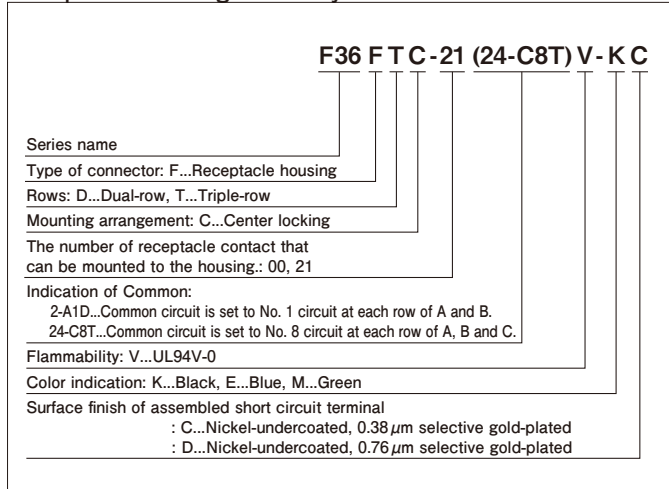 F36 F T C - 21 (24-C8T) V - K C
Series name
Type of connector: F...Receptacle housing
Rows: D...Dual-row, T...Triple-row
Mounting arrangement: C...Center locking
The number of receptacle contact that
can be mounted to the housing.: 00, 21
Indication of Common:
2-A1D...Common circuit is set to No. 1 circuit at each row of A and B.
24-C8T...Common circuit is set to No. 8 circuit at each row of A, B and C.
Flammability: V...UL94V-0
Color indication: K...Black, E...Blue, M...Green
Surface finish of assembled short circuit terminal
: C...Nickel-undercoated, 0.38 μm selective gold-plated
: D...Nickel-undercoated, 0.76 μm selective gold-plated